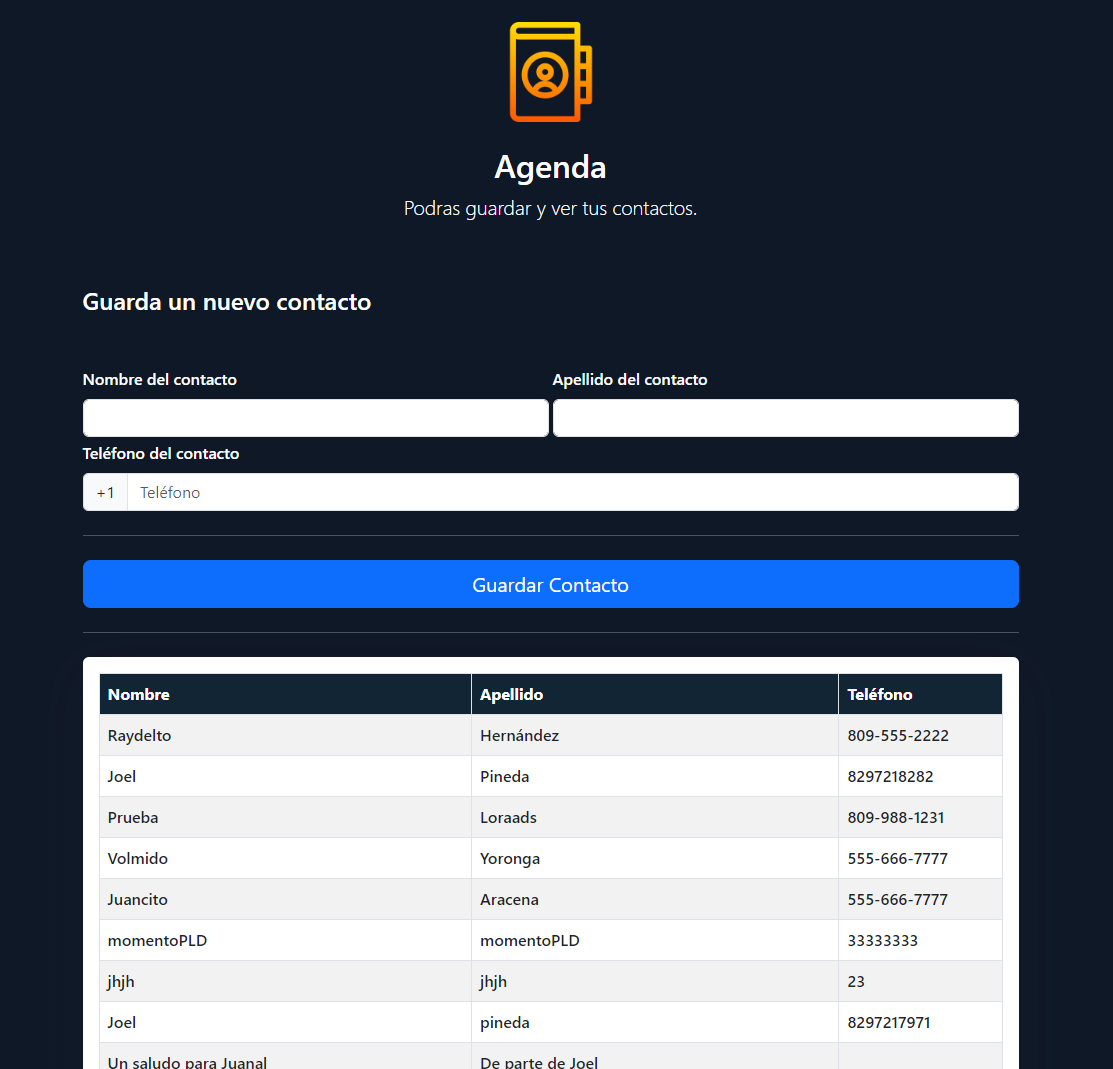 Agenda
Podras guardar y ver tus contactos.
Guarda un nuevo contacto
Nombre del contacto Apellido del contacto
Teléfono del contacto
+1 Teléfono
Guardar Contacto
Nombre Apellido Teléfono
Raydelto Hernández 809-555-2222
Joel Pineda 8297218282
Prueba Loraads 809-988-1231
Volmido Yoronga 555-666-7777
Juancito Aracena 555-666-7777
momentoPLD momentoPLD 33333333
jhjh jhjh 23
Joel pineda 8297217971
Un saludo para Juanal De parte de Joel